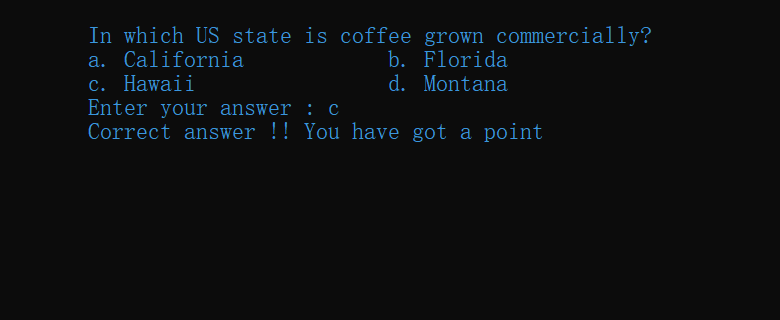 In which US state is coffee grown commercially?
a. California b. Florida
c. Hawaii d. Montana
Enter your answer : c
Correct answer !! You have got a point